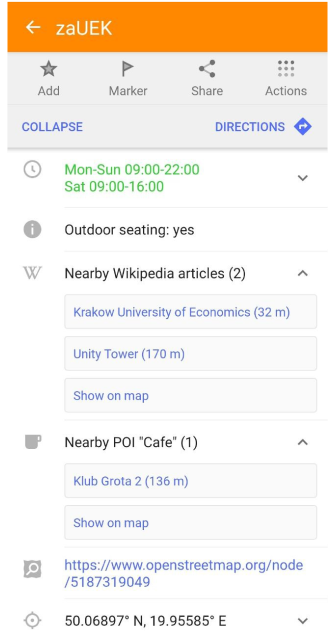 zaUEK
Add Marker Share Actions
COLLAPSE DIRECTIONS
Mon-Sun 09:00-22:00
Sat 09:00-16:00
Outdoor seating: yes
W Nearby Wikipedia articles (2)
Krakow University of Economics (32 m)
Unity Tower (170 m)
Show on map
Nearby POI "Cafe" (1)
Klub Grota 2 (136 m)
Show on map
https://www.openstreetmap.org/node
/5187319049
50.06897° N, 19.95585° E